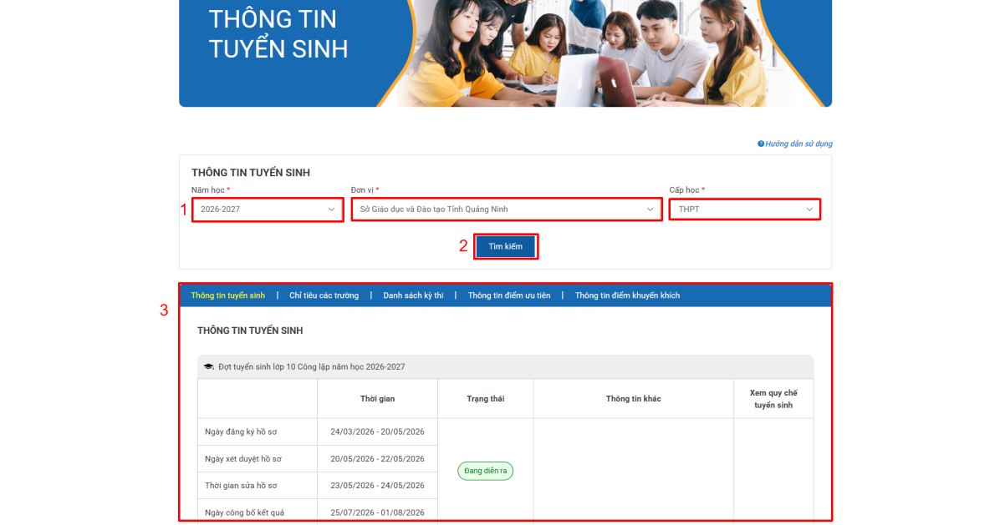 THÔNG TIN
TUYỂN SINH
Hướng dẫn sử dụng
THÔNG TIN TUYỂN SINH
Năm học * Đơn vị * Cấp học *
1 2026-2027 Sở Giáo dục và Đào tạo Tỉnh Quảng Ninh THPT
2 Tìm kiếm
Thông tin tuyển sinh | Chỉ tiêu các trường | Danh sách kỳ thi | Thông tin điểm ưu tiên | Thông tin điểm khuyến khích
3
THÔNG TIN TUYỂN SINH
Đợt tuyển sinh lớp 10 Công lập năm học 2026-2027
Thời gian Trạng thái Thông tin khác Xem quy chế
tuyển sinh
Ngày đăng ký hồ sơ 24/03/2026 - 20/05/2026
Ngày xét duyệt hồ sơ 20/05/2026 - 22/05/2026
Đang diễn ra
Thời gian sửa hồ sơ 23/05/2026 - 24/05/2026
Ngày công bố kết quả 25/07/2026 - 01/08/2026